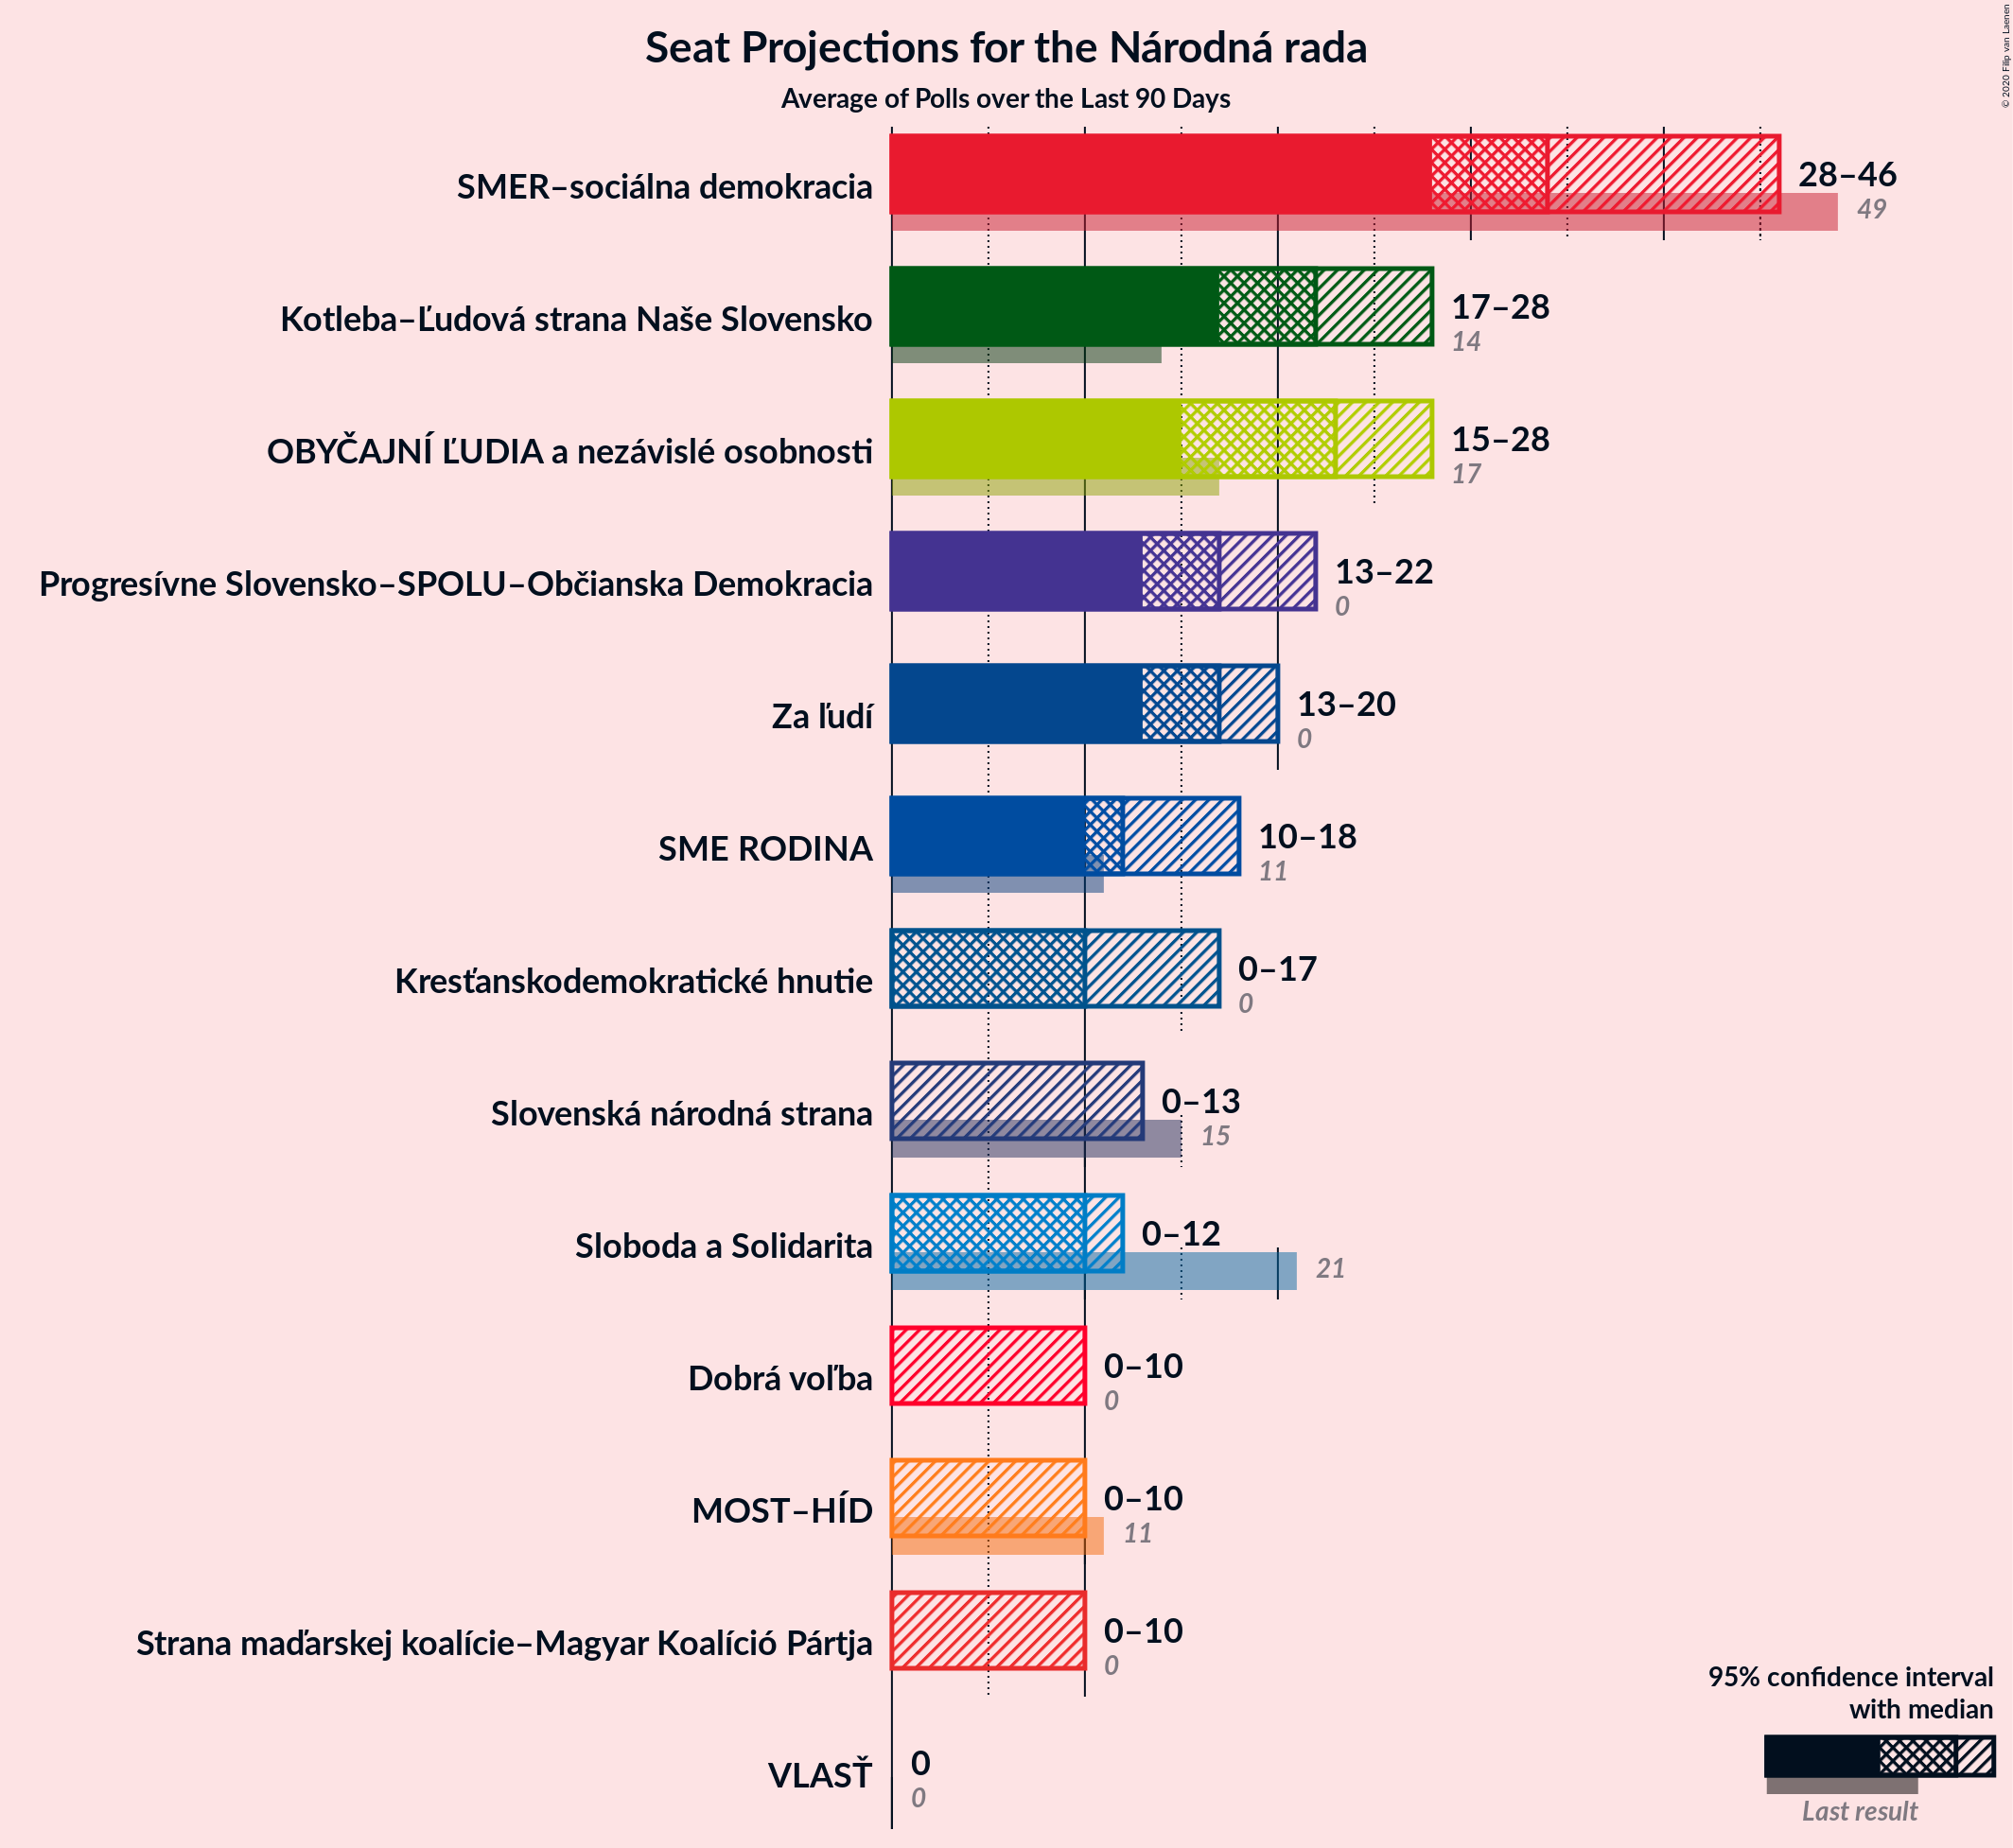 © 2020 Filip van Laenen
Seat Projections for the Národná rada
Average of Polls over the Last 90 Days
SMER–sociálna demokracia
28–46
49
Kotleba–Ľudová strana Naše Slovensko
17–28
14
OBYČAJNÍ ĽUDIA a nezávislé osobnosti
15–28
17
Progresívne Slovensko–SPOLU–Občianska Demokracia
13–22
0
Za ľudí
13–20
0
SME RODINA
10–18
11
Kresťanskodemokratické hnutie
0–17
0
Slovenská národná strana
0–13
15
Sloboda a Solidarita
0–12
21
Dobrá voľba
0–10
0
MOST–HÍD
0–10
11
Strana maďarskej koalície–Magyar Koalíció Pártja
0–10
0
VLASŤ
0
0
95% confidence interval
with median
Last result